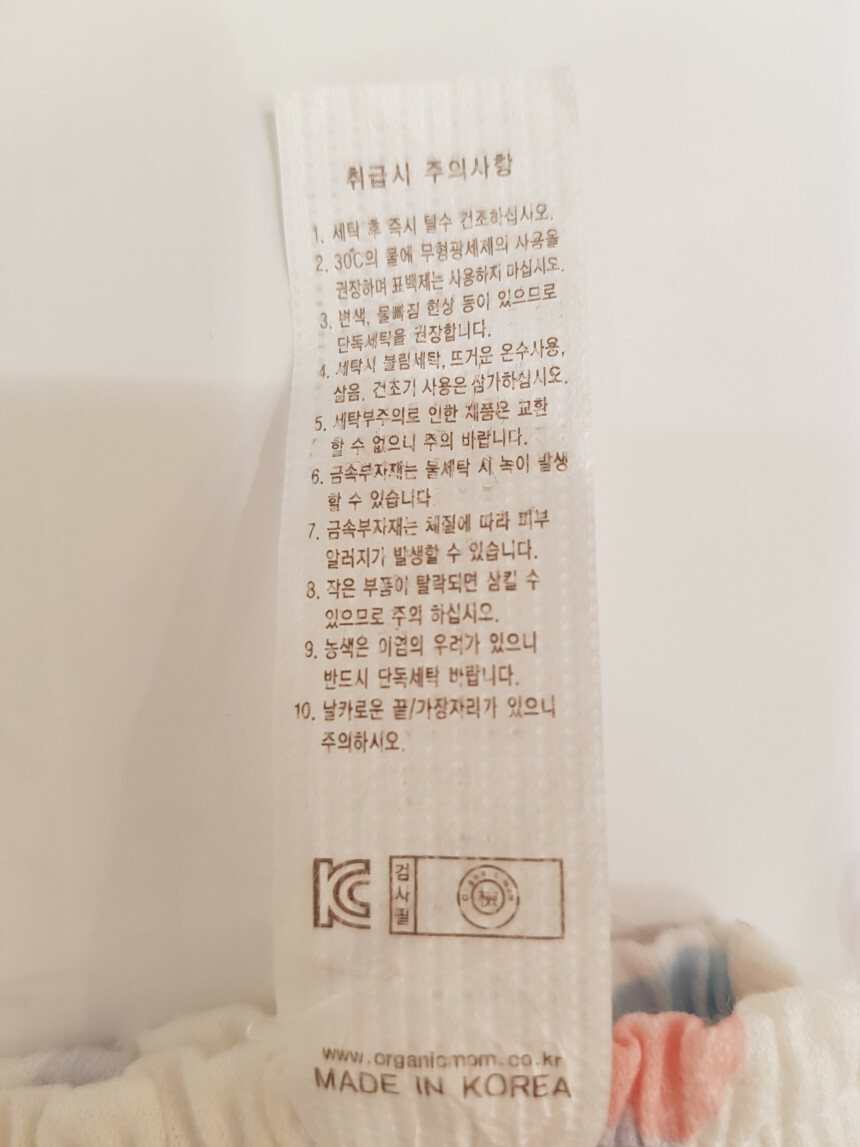 취급시 주의사항
1. 세탁 후 즉시 탈수 건조하십시오.
2. 30℃의 물에 무형광세제의 사용을
권장하며 표백제는 사용하지 마십시오.
3. 변색, 물빠짐 현상 등이 있으므로
단독세탁을 권장합니다.
4. 세탁시 불림세탁, 뜨거운 온수사용,
삶음, 건조기 사용은 삼가하십시오.
5. 세탁부주의로 인한 제품은 교환
할 수 없으니 주의 바랍니다.
6. 금속부자재는 물세탁 시 녹이 발생
할 수 있습니다.
7. 금속부자재는 체질에 따라 피부
알러지가 발생할 수 있습니다.
8. 작은 부품이 탈락되면 삼킬 수
있으므로 주의 하십시오.
9. 농색은 이염의 우려가 있으니
반드시 단독세탁 바랍니다.
10. 날카로운 끝/가장자리가 있으니
주의하시오.
KC
검사필
www.organicmom.co.kr
MADE IN KOREA